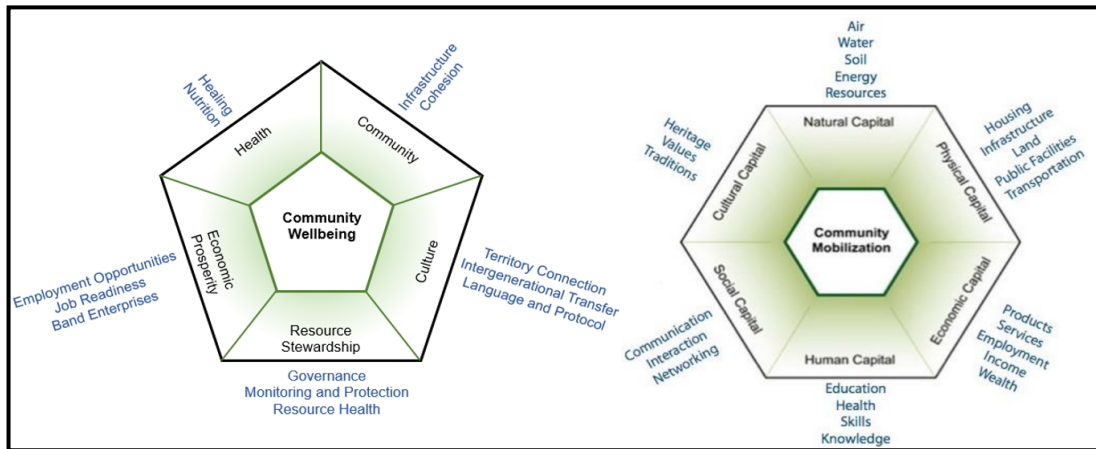 Healing
Nutrition
Health
Infrastructure
Cohesion
Community
Community
Wellbeing
Economic
Prosperity
Employment Opportunities
Job Readiness
Band Enterprises
Culture
Territory Connection
Intergenerational Transfer
Language and Protocol
Resource
Stewardship
Governance
Monitoring and Protection
Resource Health
Air
Water
Soil
Energy
Resources
Natural Capital
Heritage
Values
Traditions
Cultural Capital
Housing
Infrastructure
Land
Public Facilities
Transportation
Physical Capital
Community
Mobilization
Social Capital
Communication
Interaction
Networking
Economic Capital
Products
Services
Employment
Income
Wealth
Human Capital
Education
Health
Skills
Knowledge